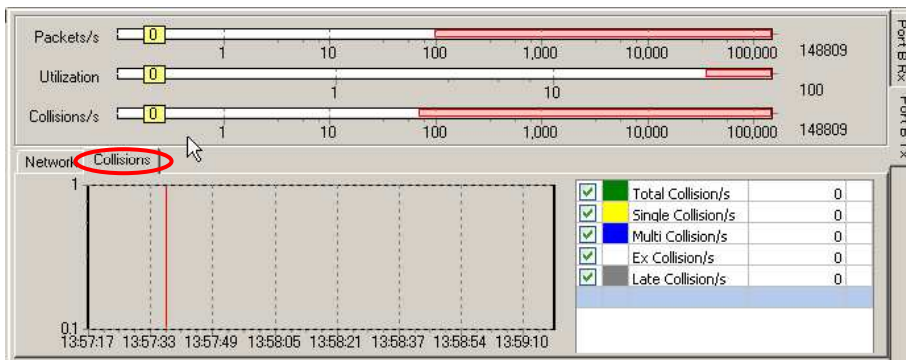 Packets/s 0 148809
1 10 100 1,000 10,000 100,000
Utilization 0 100
1 10
Collisions/s 0 148809
1 10 100 1,000 10,000 100,000
Port B Rx
Port B Tx
Network Collisions
1
0.1
13:57:17 13:57:33 13:57:49 13:58:05 13:58:21 13:58:37 13:58:54 13:59:10
Total Collision/s 0
Single Collision/s 0
Multi Collision/s 0
Ex Collision/s 0
Late Collision/s 0